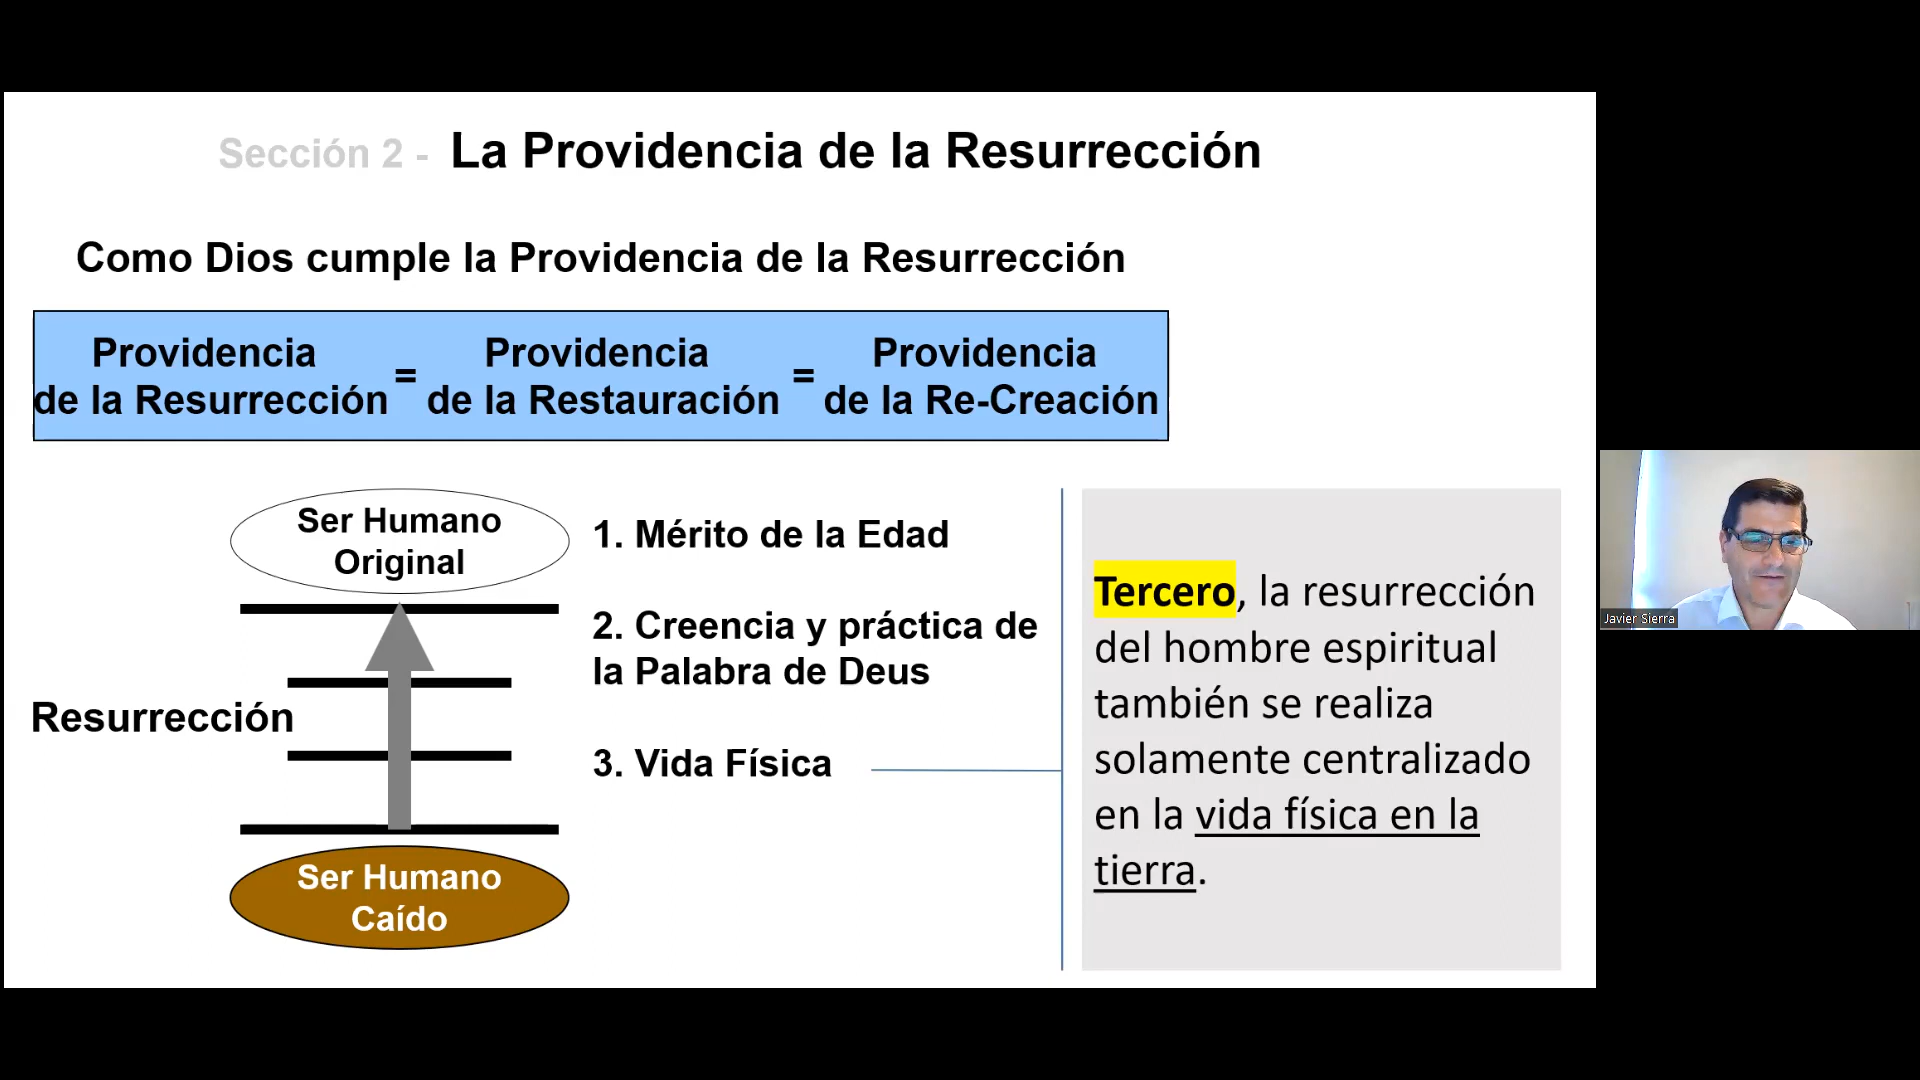 Sección 2 - La Providencia de la Resurrección
Como Dios cumple la Providencia de la Resurrección
Providencia
de la Resurrección
=
Providencia
de la Restauración
=
Providencia
de la Re-Creación
Ser Humano
Original
Resurrección
Ser Humano
Caído
1. Mérito de la Edad
2. Creencia y práctica de
la Palabra de Deus
3. Vida Física
Tercero, la resurrección
del hombre espiritual
también se realiza
solamente centralizado
en la vida física en la
tierra.
Javier Sierra